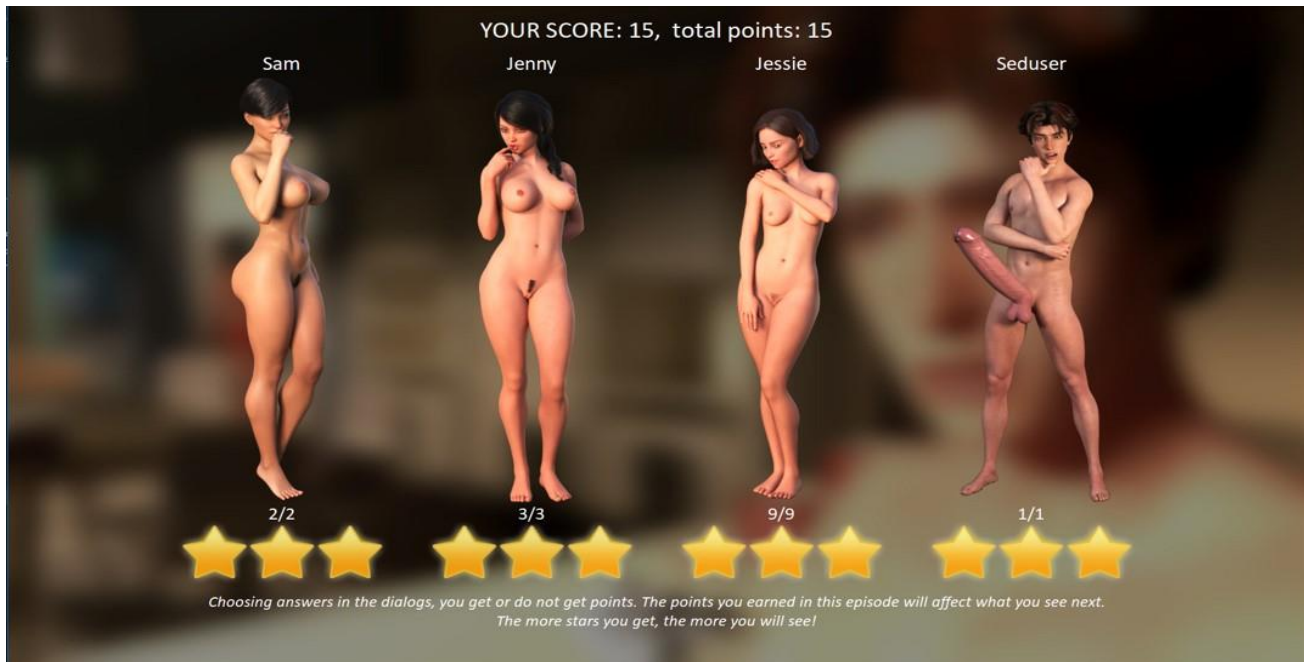 YOUR SCORE: 15, total points: 15
Sam Jenny Jessie Seduser
2/2 3/3 9/9 1/1
Choosing answers in the dialogs, you get or do not get points. The points you earned in this episode will affect what you see next.
The more stars you get, the more you will see!